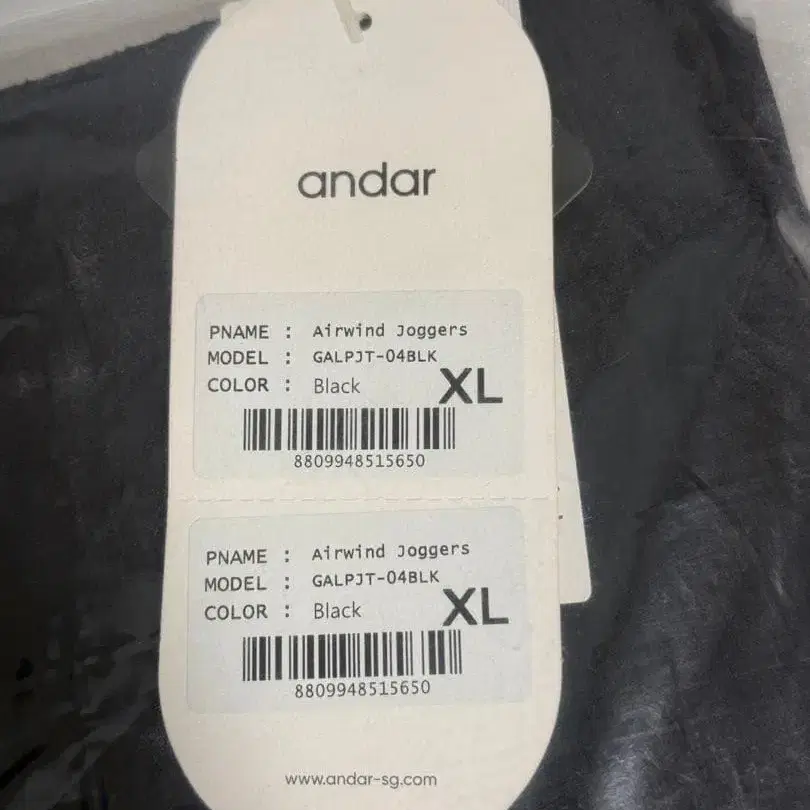 andar
PNAME : Airwind Joggers
MODEL : GALPJT-04BLK
COLOR : Black XL
8809948515650
PNAME : Airwind Joggers
MODEL : GALPJT-04BLK
COLOR : Black XL
8809948515650
www.andar-sg.com